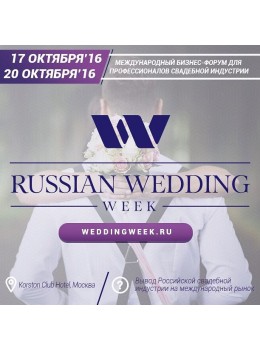 17 ОКТЯБРЯ'16
20 ОКТЯБРЯ'16
МЕЖДУНАРОДНЫЙ БИЗНЕС-ФОРУМ ДЛЯ
ПРОФЕССИОНАЛОВ СВАДЕБНОЙ ИНДУСТРИИ
RUSSIAN WEDDING
WEEK
WEDDINGWEEK.RU
Korston Club Hotel, Москва
?
Вывод Российской свадебной
индустрии на международный рынок